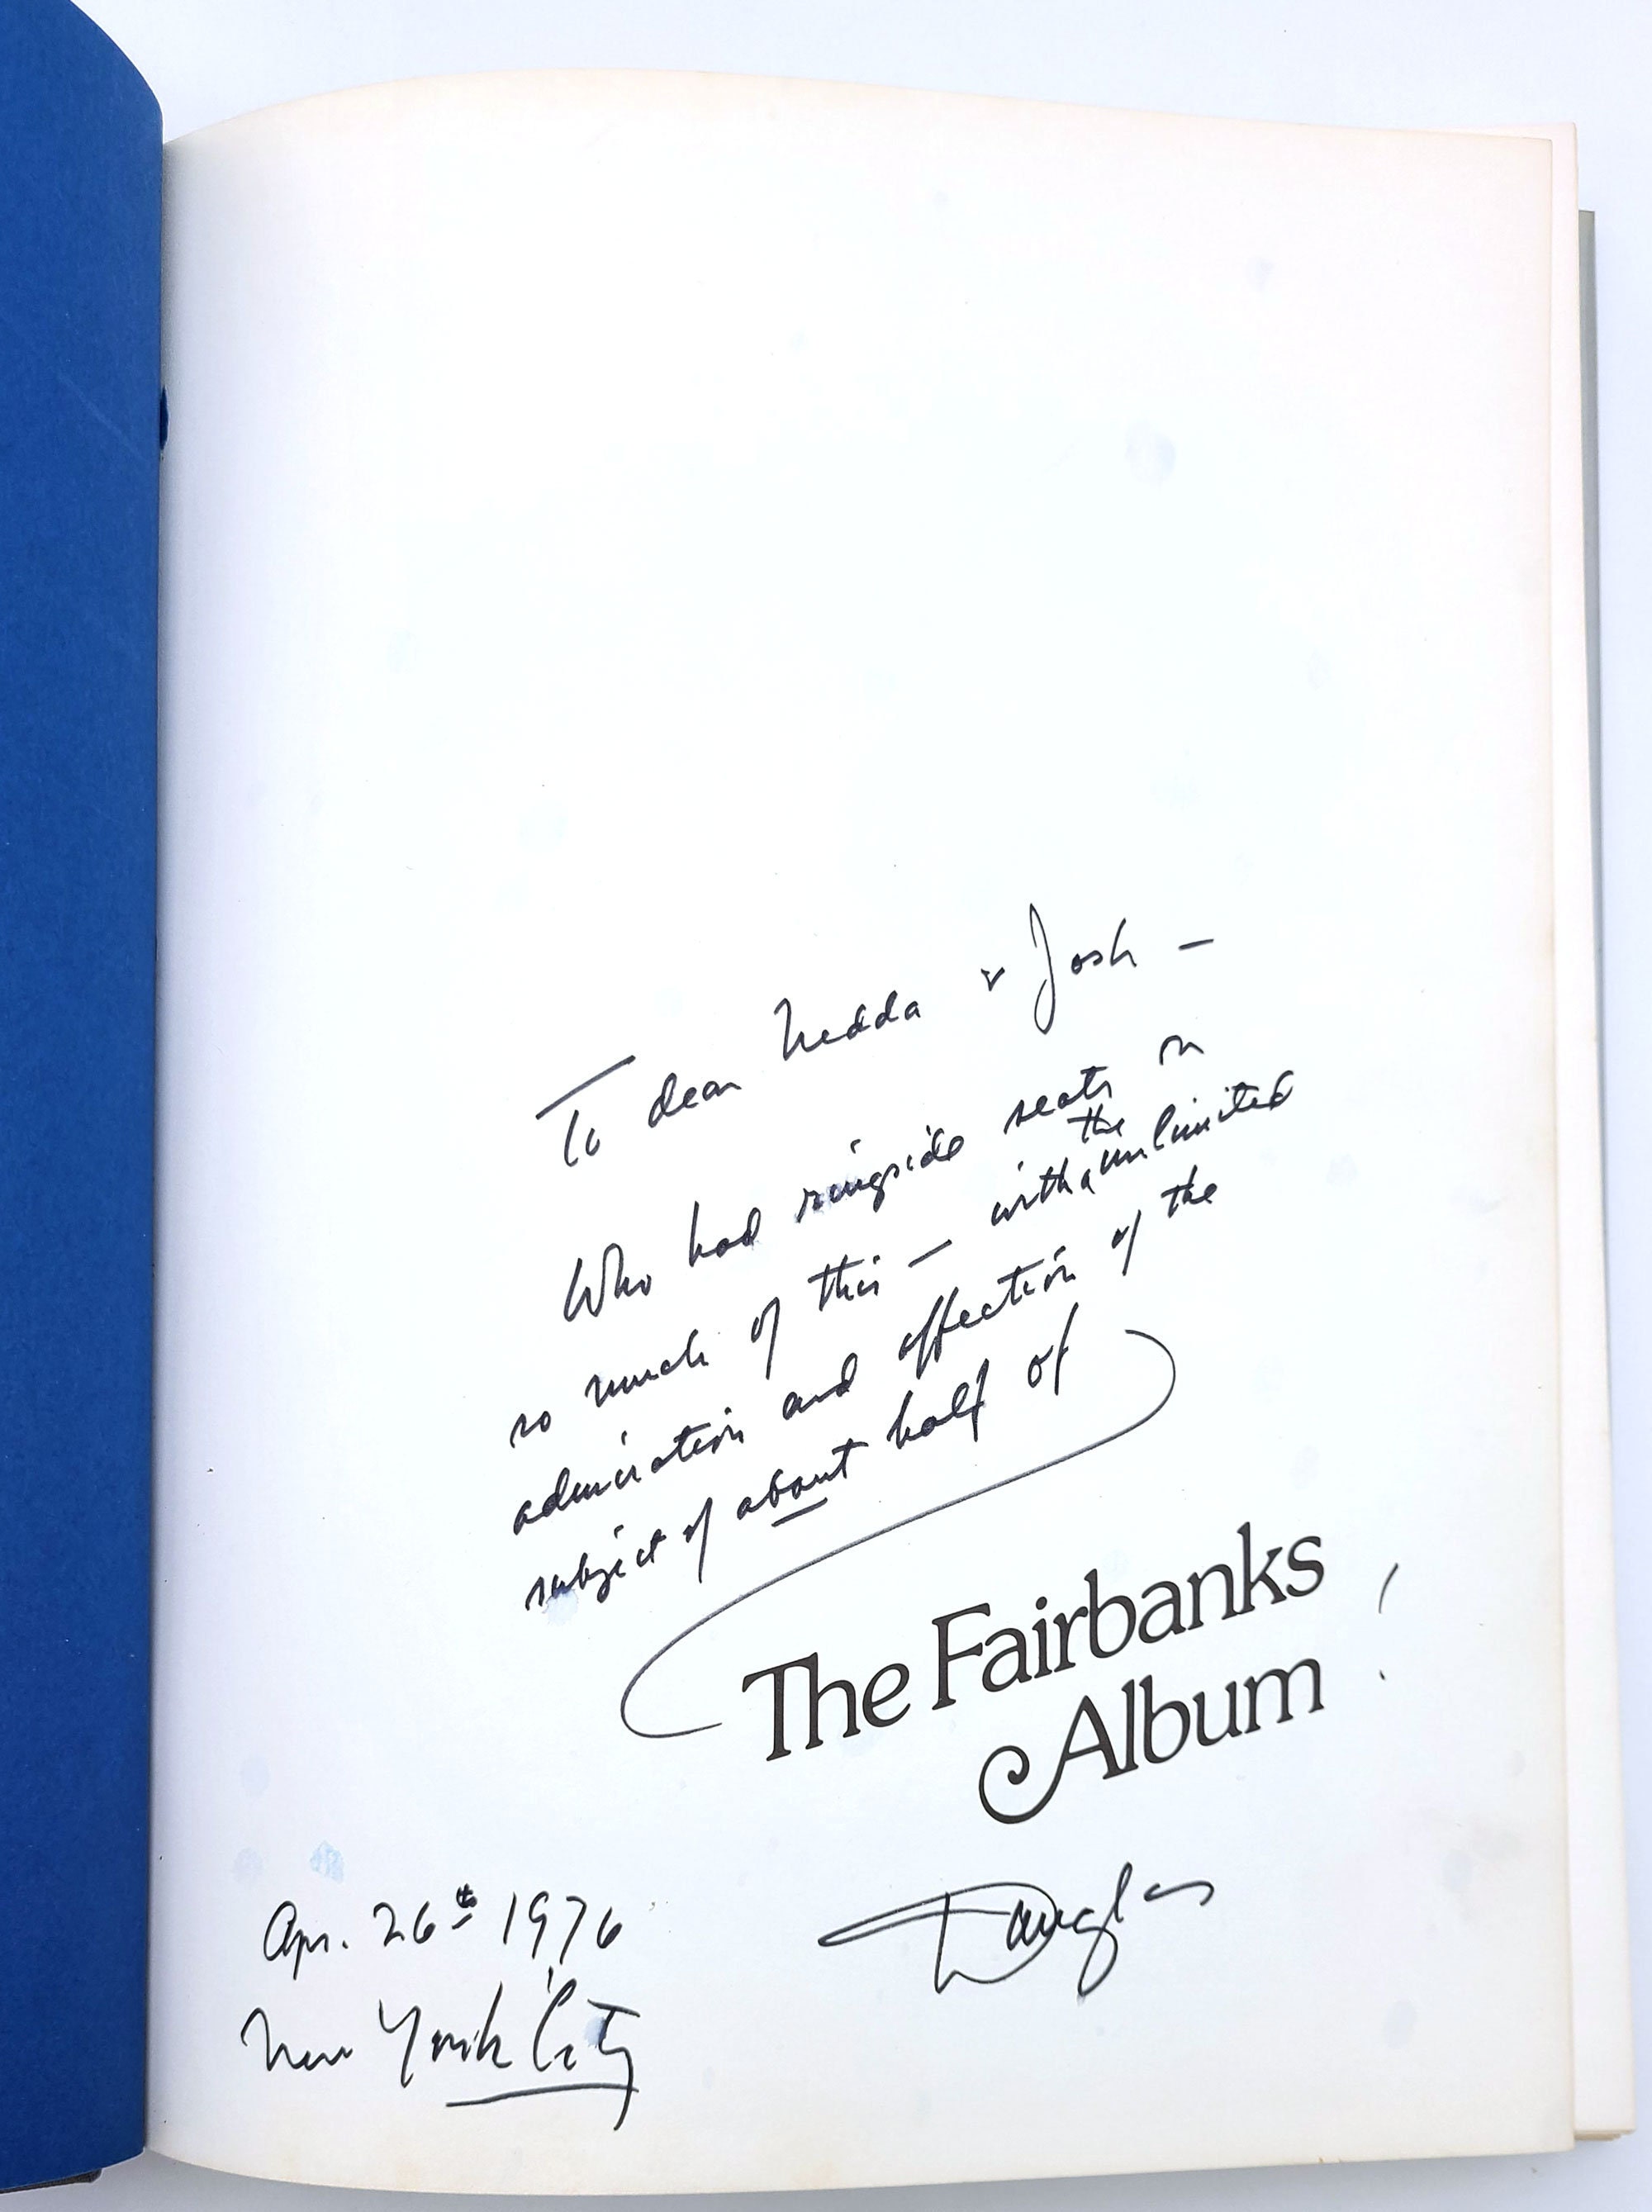 To dear Nedda & Josh –
Who had ringside seats on
so much of this – with the unlimited
admiration and affection of the
subject of about half of
The Fairbanks
Album !
Douglas
Apr. 26th 1976
New York City